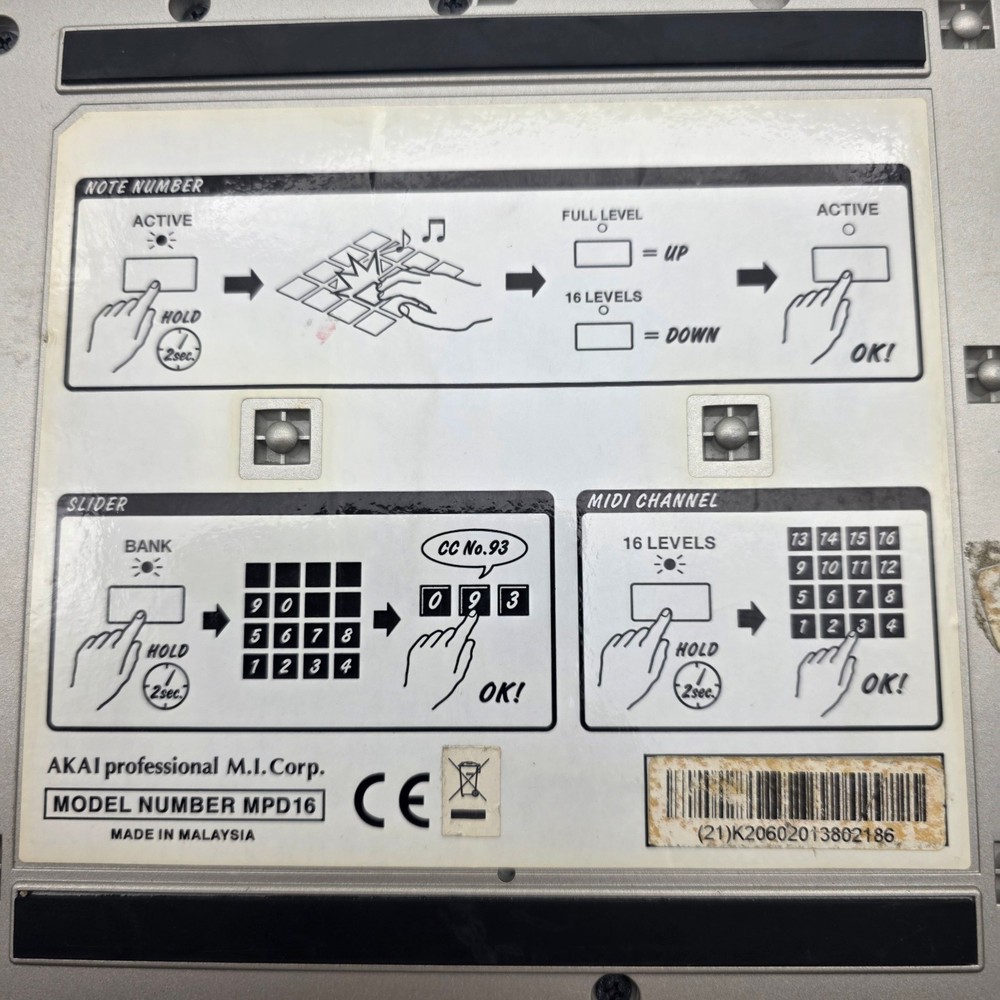 NOTE NUMBER
ACTIVE
HOLD
2sec.
FULL LEVEL
= UP
16 LEVELS
= DOWN
ACTIVE
OK!
SLIDER
BANK
HOLD
2sec.
9 0
5 6 7 8
1 2 3 4
CC No.93
0 9 3
OK!
MIDI CHANNEL
16 LEVELS
HOLD
2sec.
13 14 15 16
9 10 11 12
5 6 7 8
1 2 3 4
OK!
AKAI professional M.I.Corp.
MODEL NUMBER MPD16
MADE IN MALAYSIA
CE
(21)K20602013802186